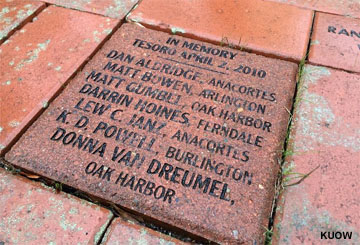 IN MEMORY
TESORO APRIL 2, 2010
DAN ALDRIDGE, ANACORTES
MATT BOWEN, ARLINGTON
MATT GUMBEL, OAK HARBOR
DARRIN HOINES, FERNDALE
LEW C. JANZ, ANACORTES
K. D. POWELL, BURLINGTON
DONNA VAN DREUMEL,
OAK HARBOR
RAN
KUOW